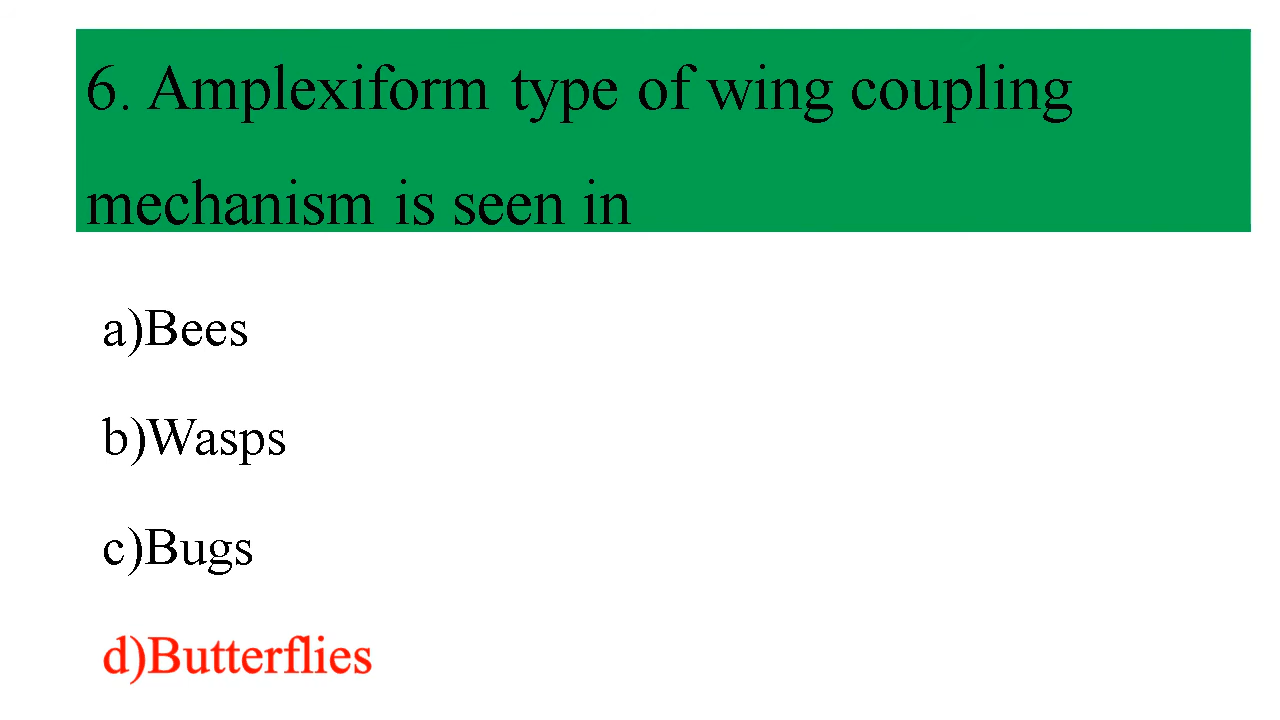 6. Amplexiform type of wing coupling
mechanism is seen in
a)Bees
b)Wasps
c)Bugs
d)Butterflies